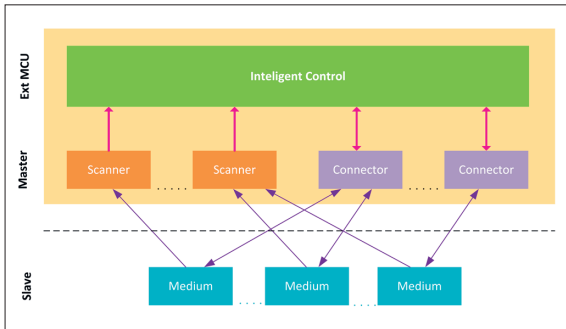 Ext MCU
Inteligent Control
Master
Scanner
Scanner
Connector
Connector
. . . . .
. . . . .
Slave
Medium
Medium
Medium
. . . .
. . . .